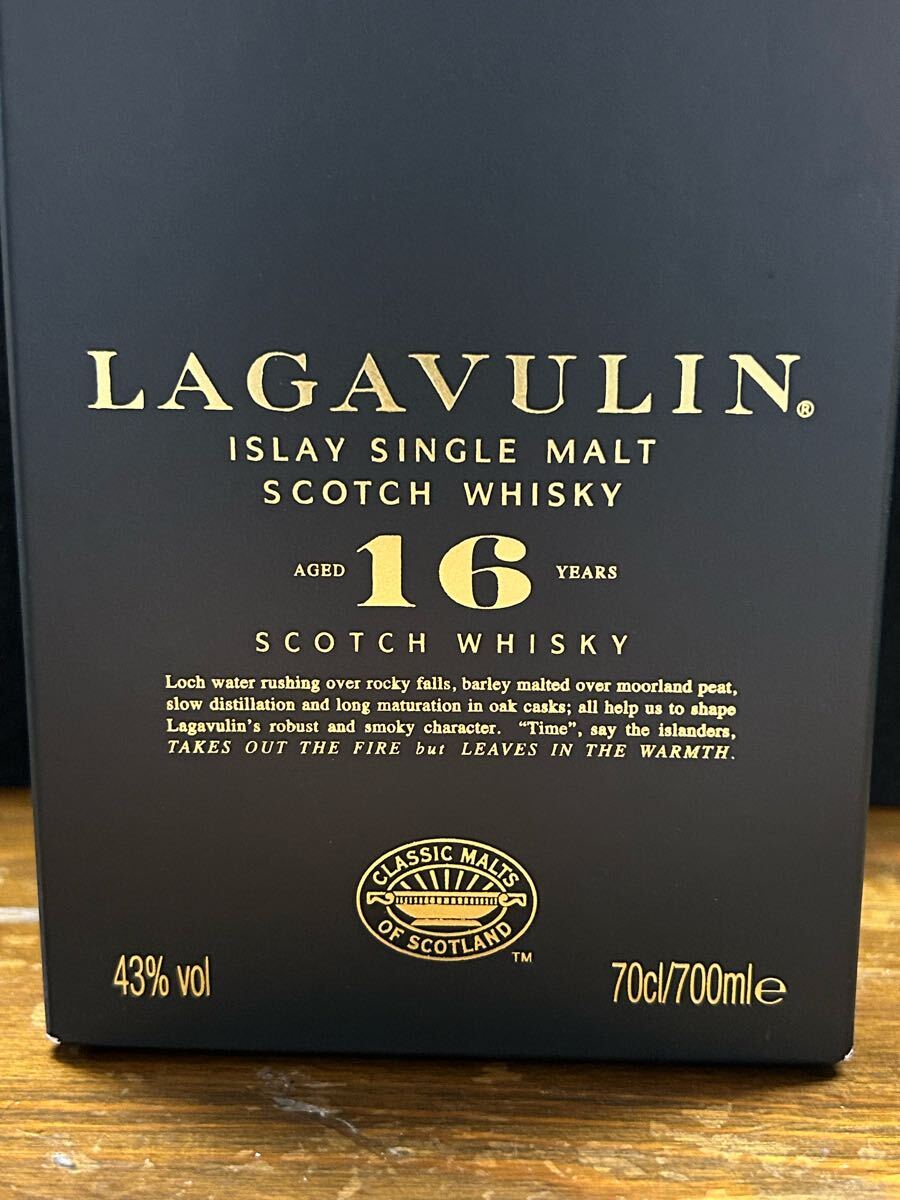 LAGAVULIN®
ISLAY SINGLE MALT
SCOTCH WHISKY
AGED 16 YEARS
SCOTCH WHISKY
Loch water rushing over rocky falls, barley malted over moorland peat,
slow distillation and long maturation in oak casks; all help us to shape
Lagavulin's robust and smoky character. "Time", say the islanders,
TAKES OUT THE FIRE but LEAVES IN THE WARMTH.
CLASSIC MALTS
OF SCOTLAND
TM
43% vol
70cl/700ml℮